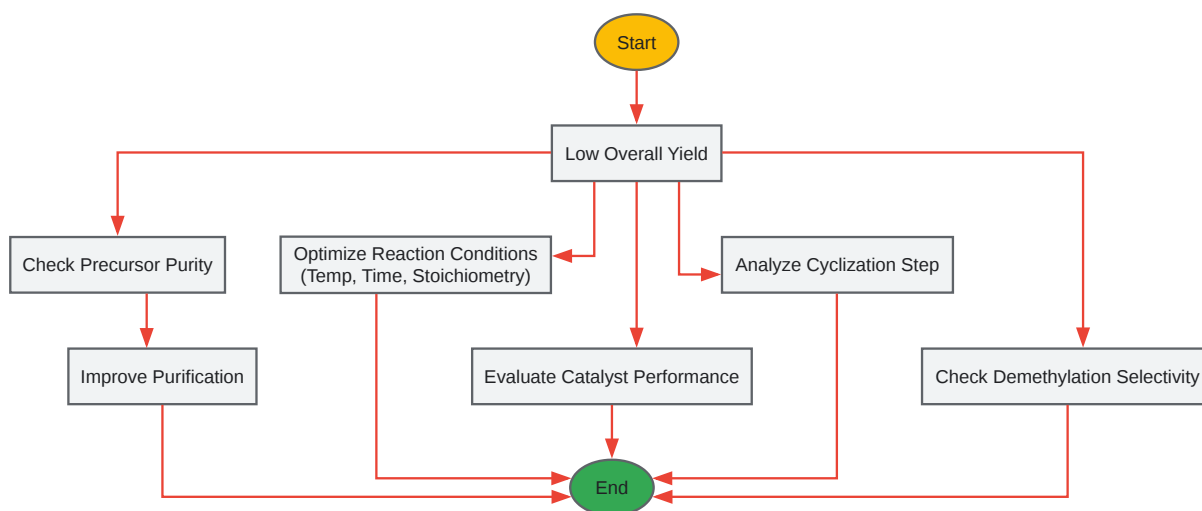 Start
Low Overall Yield
Check Precursor Purity
Optimize Reaction Conditions
(Temp, Time, Stoichiometry)
Analyze Cyclization Step
Improve Purification
Evaluate Catalyst Performance
Check Demethylation Selectivity
End